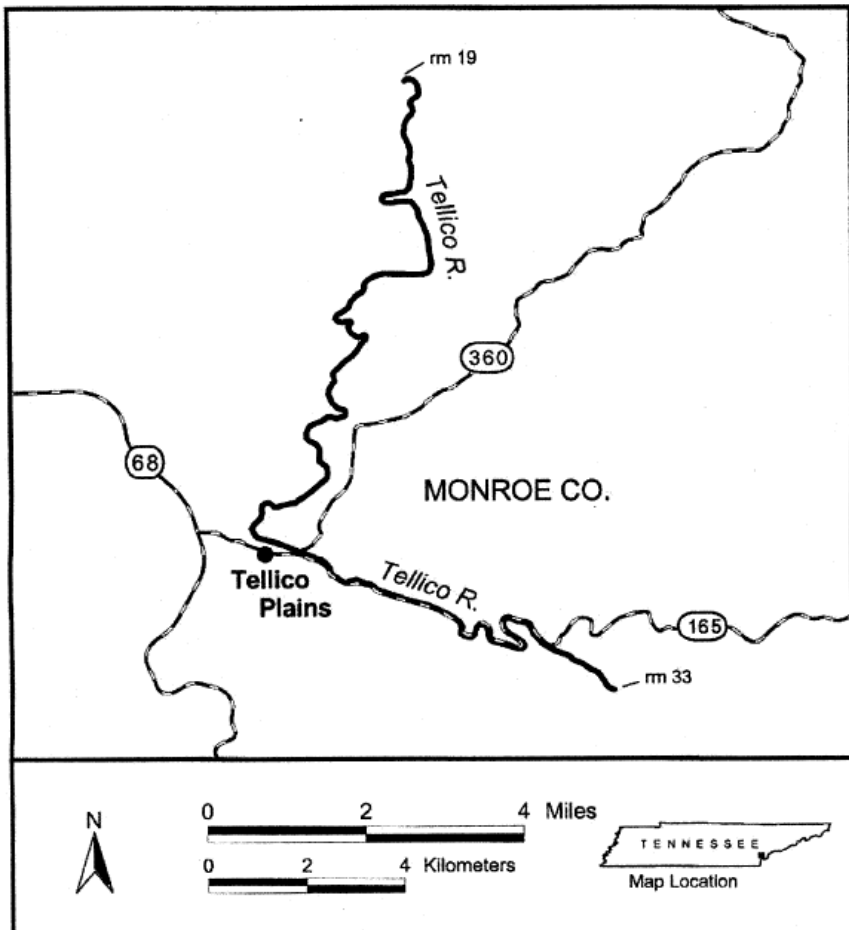 rm 19
Tellico R.
360
68
MONROE CO.
Tellico
Plains
Tellico R.
165
rm 33
N
0 2 4 Miles
0 2 4 Kilometers
TENNESSEE
Map Location